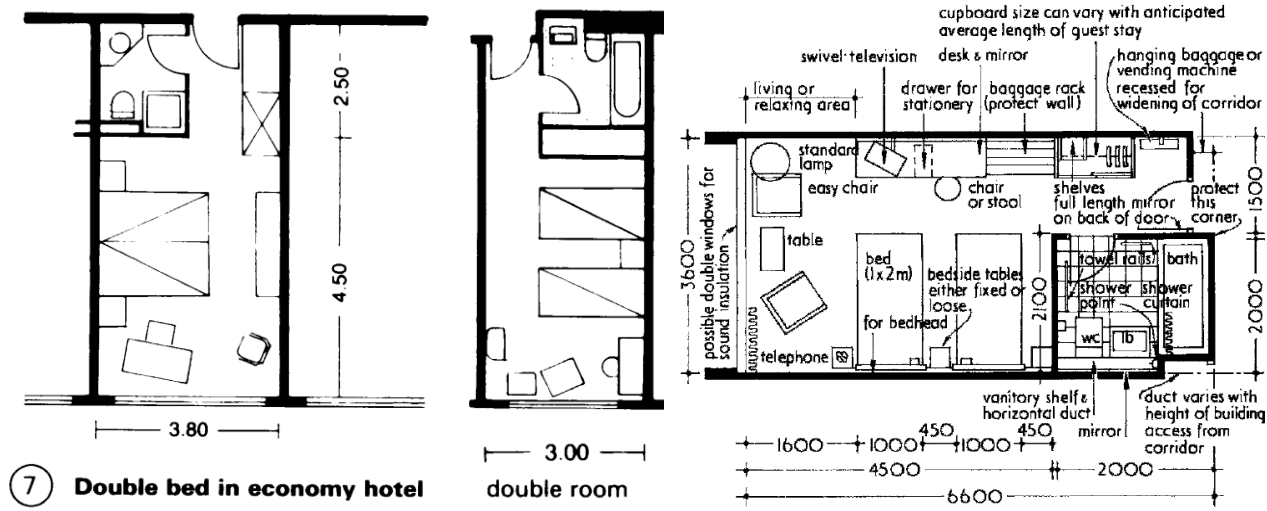 2.50
4.50
3.80
7 Double bed in economy hotel
3.00
double room
cupboard size can vary with anticipated
average length of guest stay
swivel television
desk & mirror
hanging baggage or
vending machine
recessed for
widening of corridor
living or
relaxing area
drawer for
stationery
baggage rack
(protect wall)
standard
lamp
easy chair
chair
or stool
shelves
full length mirror
on back of door
protect
this
corner
1500
3600
possible double windows for
sound insulation
table
bed
(1x2m)
bedside tables
either fixed or
loose
for bedhead
telephone
2100
towel rails
bath
shower
point
shower
curtain
wc
lb
2000
vanitory shelf &
horizontal duct
mirror
duct varies with
height of building
access from
corridor
1600
1000
450
1000
450
4500
2000
6600